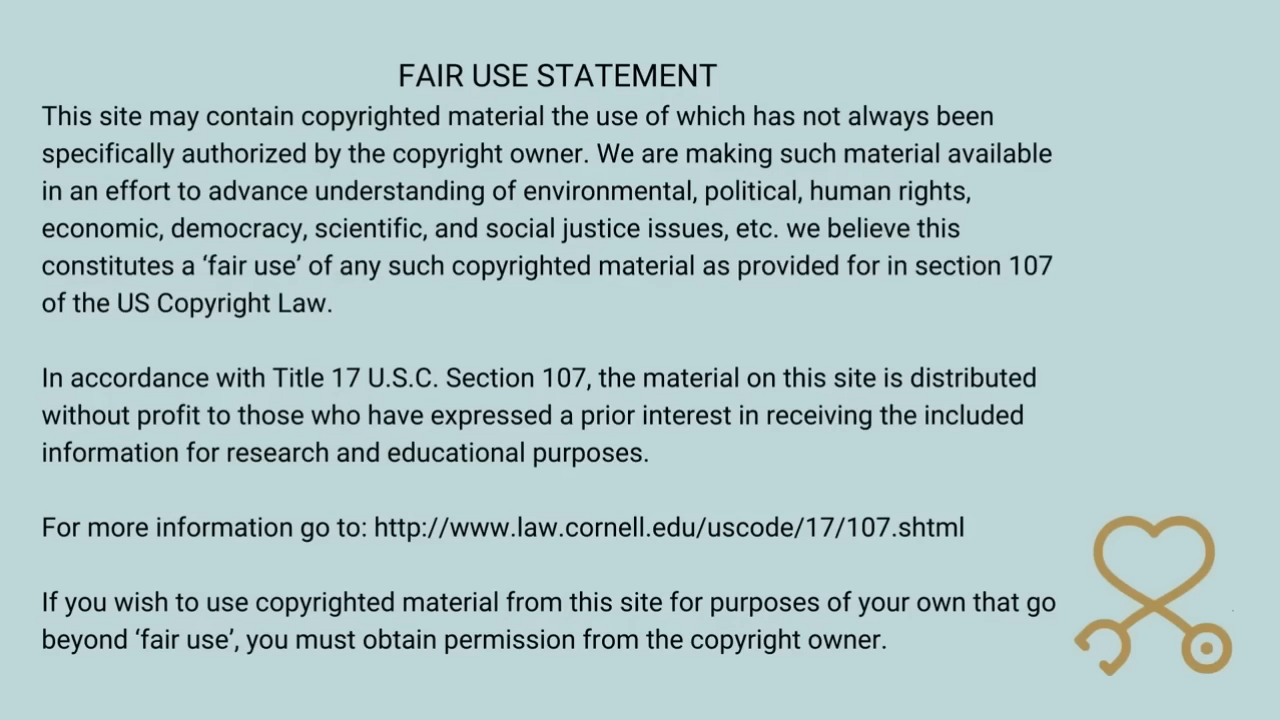 FAIR USE STATEMENT
This site may contain copyrighted material the use of which has not always been
specifically authorized by the copyright owner. We are making such material available
in an effort to advance understanding of environmental, political, human rights,
economic, democracy, scientific, and social justice issues, etc. we believe this
constitutes a ‘fair use’ of any such copyrighted material as provided for in section 107
of the US Copyright Law.
In accordance with Title 17 U.S.C. Section 107, the material on this site is distributed
without profit to those who have expressed a prior interest in receiving the included
information for research and educational purposes.
For more information go to: http://www.law.cornell.edu/uscode/17/107.shtml
If you wish to use copyrighted material from this site for purposes of your own that go
beyond ‘fair use’, you must obtain permission from the copyright owner.